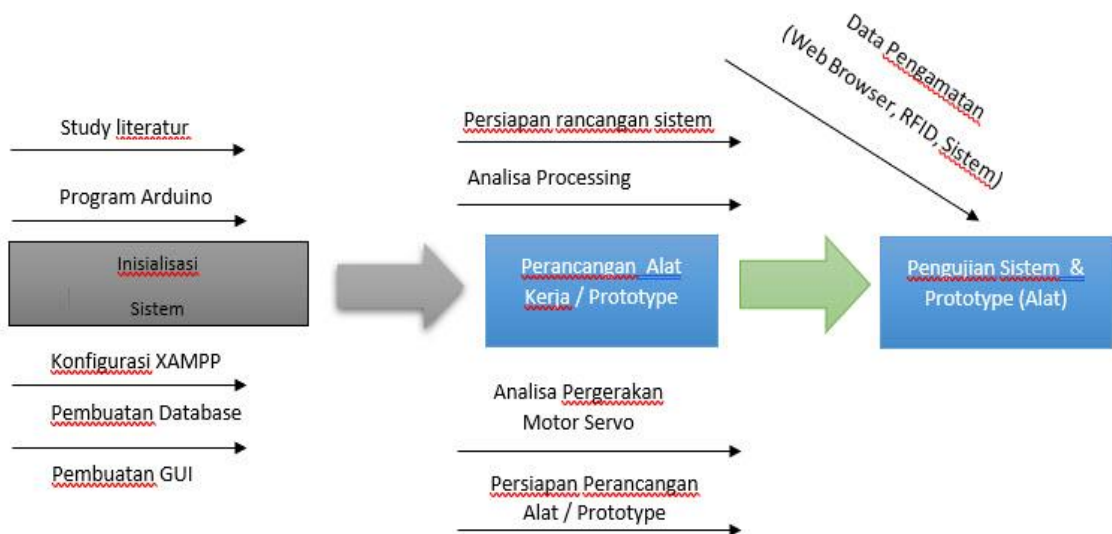 Study literatur
Program Arduino
Inisialisasi
Sistem
Konfigurasi XAMPP
Pembuatan Database
Pembuatan GUI
Persiapan rancangan sistem
Analisa Processing
Perancangan Alat
Kerja / Prototype
Analisa Pergerakan
Motor Servo
Persiapan Perancangan
Alat / Prototype
Data Pengamatan
(Web Browser, RFID, Sistem)
Pengujian Sistem &
Prototype (Alat)